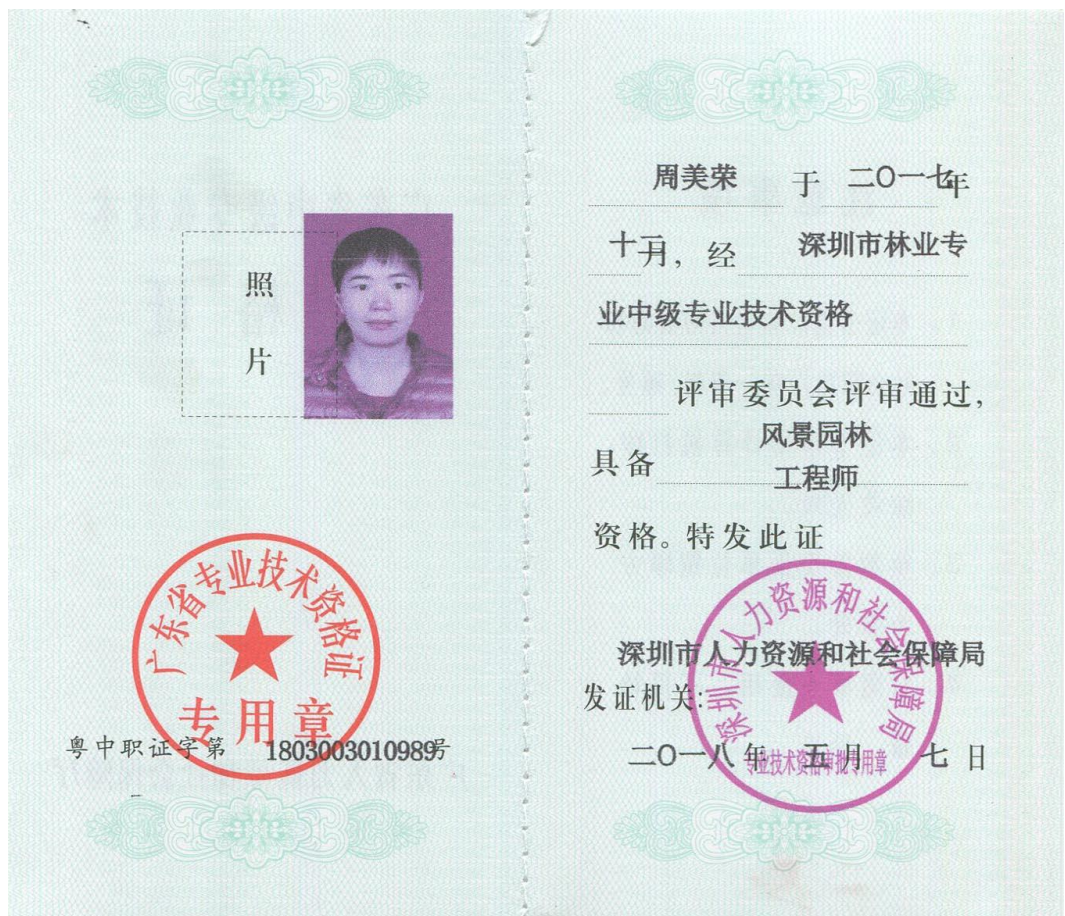 照
片
广东省专业技术资格证
专用章
粤中职证字第 1803003010989号
周美荣 于 二〇一七年
十二月，经 深圳市林业专
业中级专业技术资格
评审委员会评审通过，
风景园林
具备 工程师
资格。特发此证
深圳市人力资源和社会保障局
深圳市人力资源和社会保障局
发证机关:
二〇一八年 五月 七日
专业技术资格审批专用章